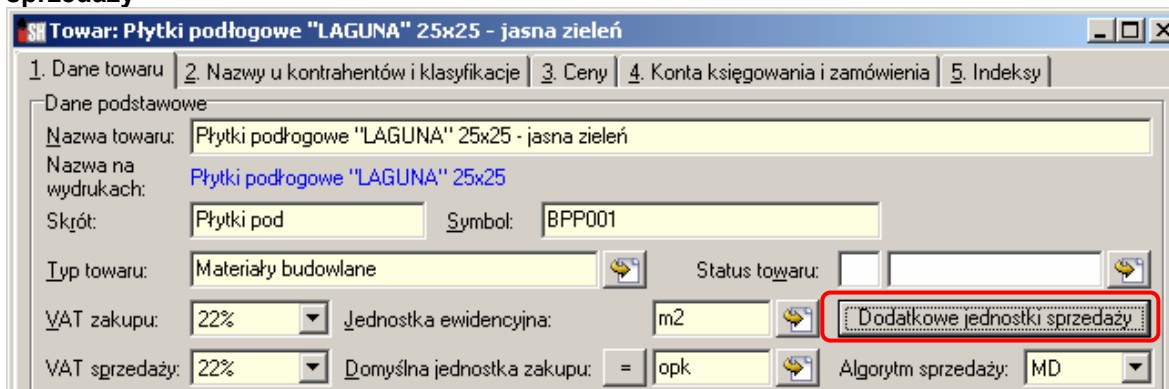 sprzedaży
SH Towar: Płytki podłogowe "LAGUNA" 25x25 - jasna zieleń
1. Dane towaru 2. Nazwy u kontrahentów i klasyfikacje 3. Ceny 4. Konta księgowania i zamówienia 5. Indeksy
Dane podstawowe
Nazwa towaru: Płytki podłogowe "LAGUNA" 25x25 - jasna zieleń
Nazwa na
wydrukach: Płytki podłogowe "LAGUNA" 25x25
Skrót: Płytki pod Symbol: BPP001
Typ towaru: Materiały budowlane Status towaru:
VAT zakupu: 22% Jednostka ewidencyjna: m2 Dodatkowe jednostki sprzedaży
VAT sprzedaży: 22% Domyślna jednostka zakupu: = opk Algorytm sprzedaży: MD